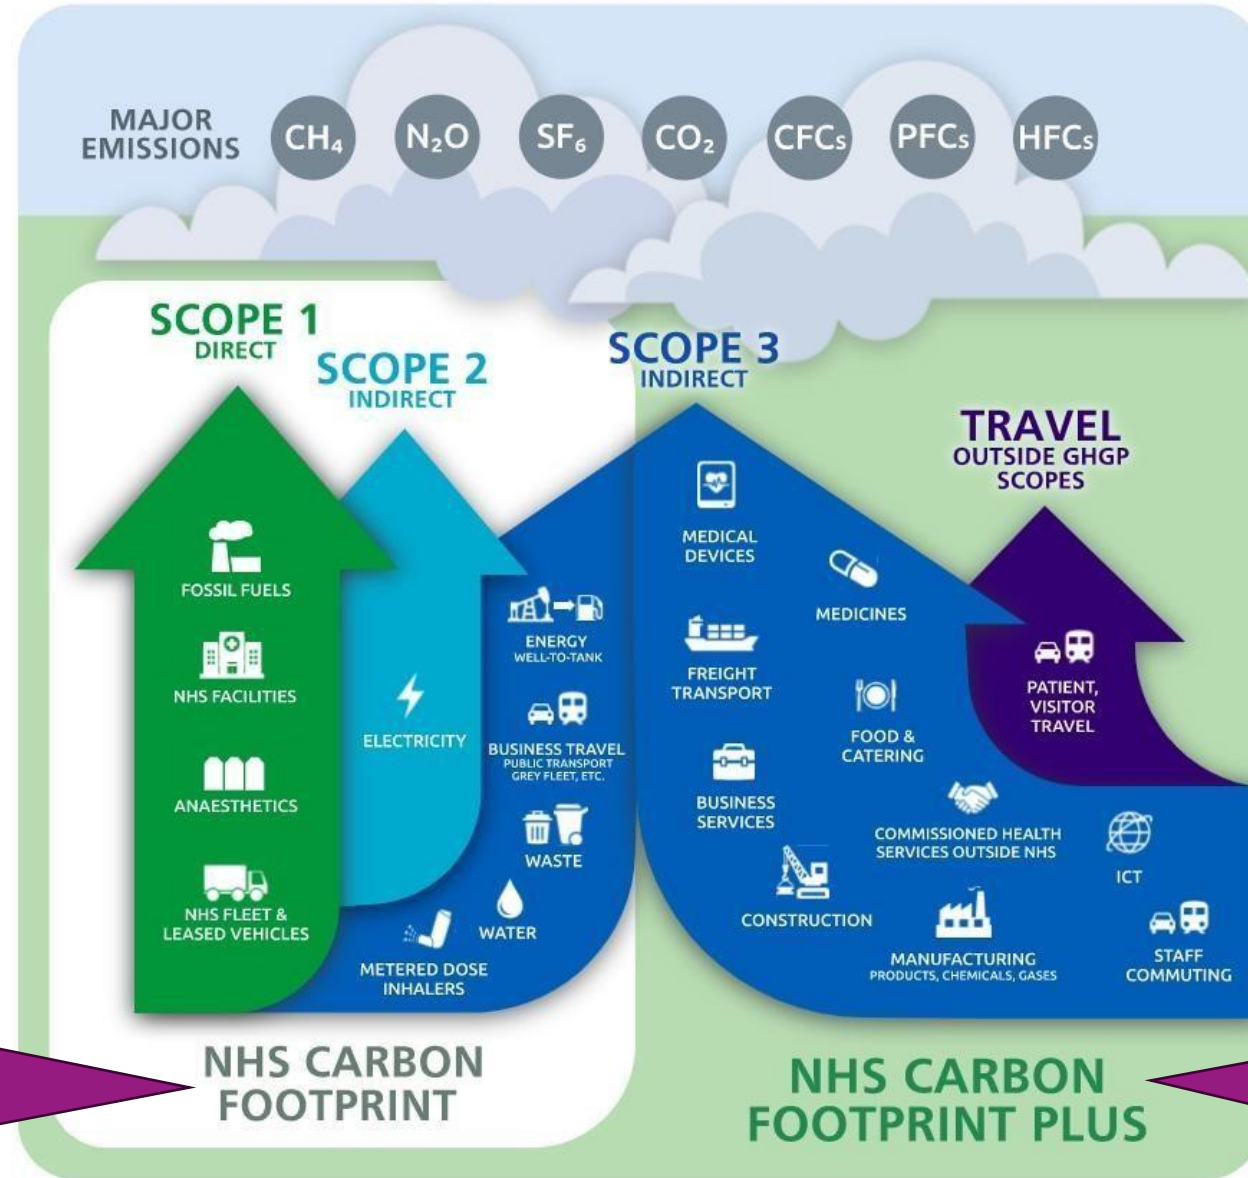 MAJOR
EMISSIONS
CH₄
N₂O
SF₆
CO₂
CFCs
PFCs
HFCs
SCOPE 1
DIRECT
SCOPE 2
INDIRECT
SCOPE 3
INDIRECT
TRAVEL
OUTSIDE GHGP
SCOPES
FOSSIL FUELS
NHS FACILITIES
ANAESTHETICS
NHS FLEET &
LEASED VEHICLES
ELECTRICITY
ENERGY
WELL-TO-TANK
BUSINESS TRAVEL
PUBLIC TRANSPORT
GREY FLEET, ETC.
WASTE
WATER
METERED DOSE
INHALERS
MEDICAL
DEVICES
MEDICINES
FREIGHT
TRANSPORT
FOOD &
CATERING
BUSINESS
SERVICES
COMMISSIONED HEALTH
SERVICES OUTSIDE NHS
CONSTRUCTION
MANUFACTURING
PRODUCTS, CHEMICALS, GASES
ICT
STAFF
COMMUTING
PATIENT,
VISITOR
TRAVEL
NHS CARBON
FOOTPRINT
NHS CARBON
FOOTPRINT PLUS